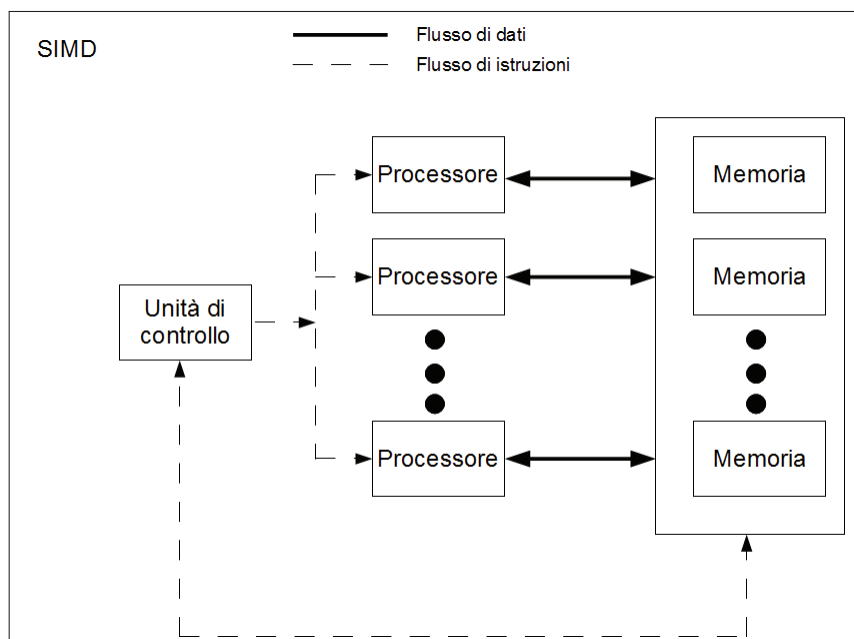 SIMD
Flusso di dati
Flusso di istruzioni
Processore
Memoria
Processore
Memoria
Unità di
controllo
Processore
Memoria